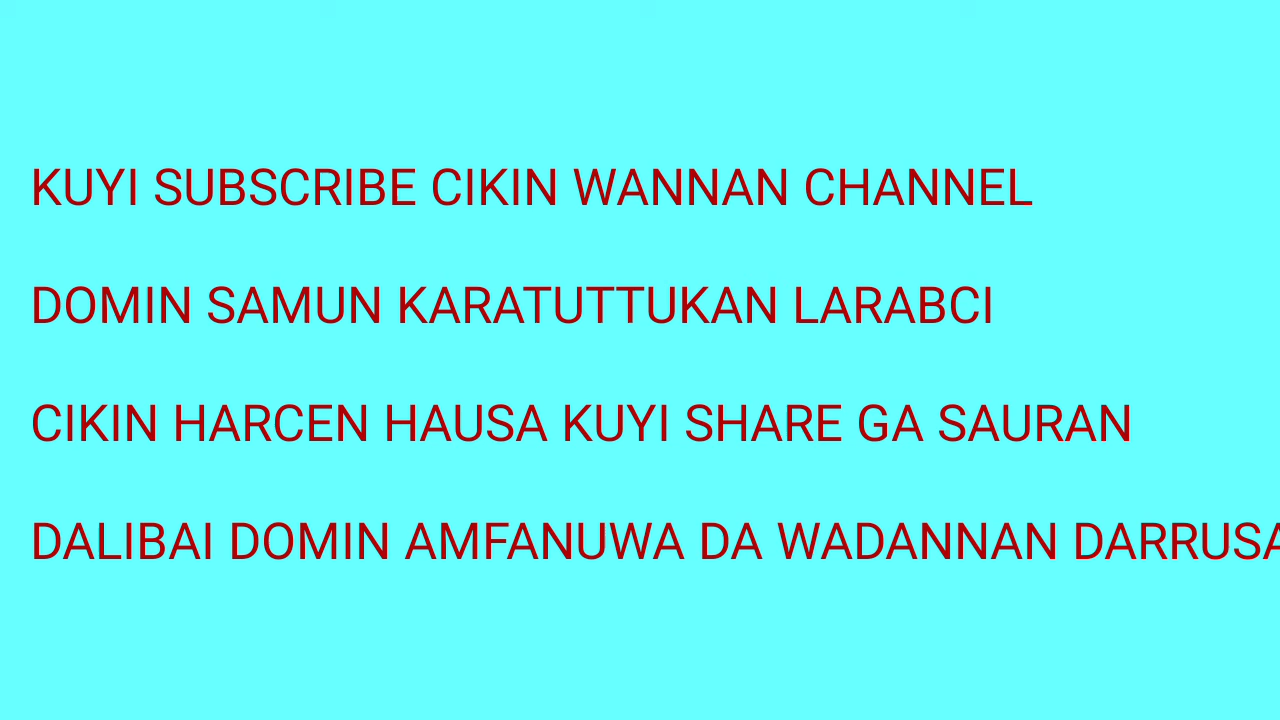 KUYI SUBSCRIBE CIKIN WANNAN CHANNEL
DOMIN SAMUN KARATUTTUKAN LARABCI
CIKIN HARCEN HAUSA KUYI SHARE GA SAURAN
DALIBAI DOMIN AMFANUWA DA WADANNAN